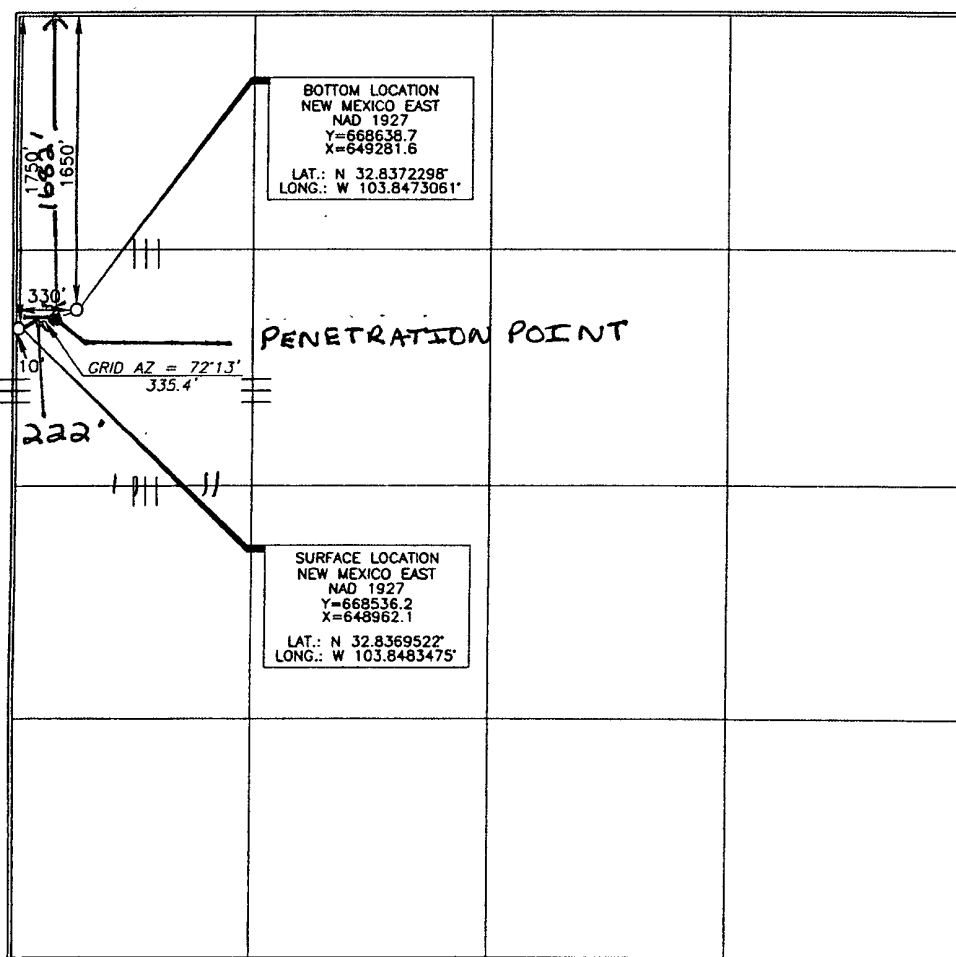 1750'
1682'
1650'
BOTTOM LOCATION
NEW MEXICO EAST
NAD 1927
Y=668638.7
X=649281.6
LAT.: N 32.8372298°
LONG.: W 103.8473061°
330'
PENETRATION POINT
10'
GRID AZ = 72°13'
335.4'
222'
SURFACE LOCATION
NEW MEXICO EAST
NAD 1927
Y=668536.2
X=648962.1
LAT.: N 32.8369522°
LONG.: W 103.8483475°